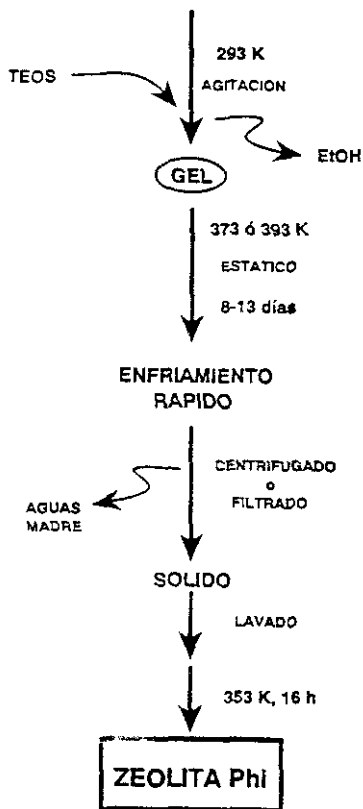 293 K
TEOS
AGITACION
EtOH
GEL
373 ó 393 K
ESTATICO
8-13 días
ENFRIAMIENTO
RAPIDO
CENTRIFUGADO
o
FILTRADO
AGUAS
MADRE
SOLIDO
LAVADO
353 K, 16 h
ZEOLITA Phi